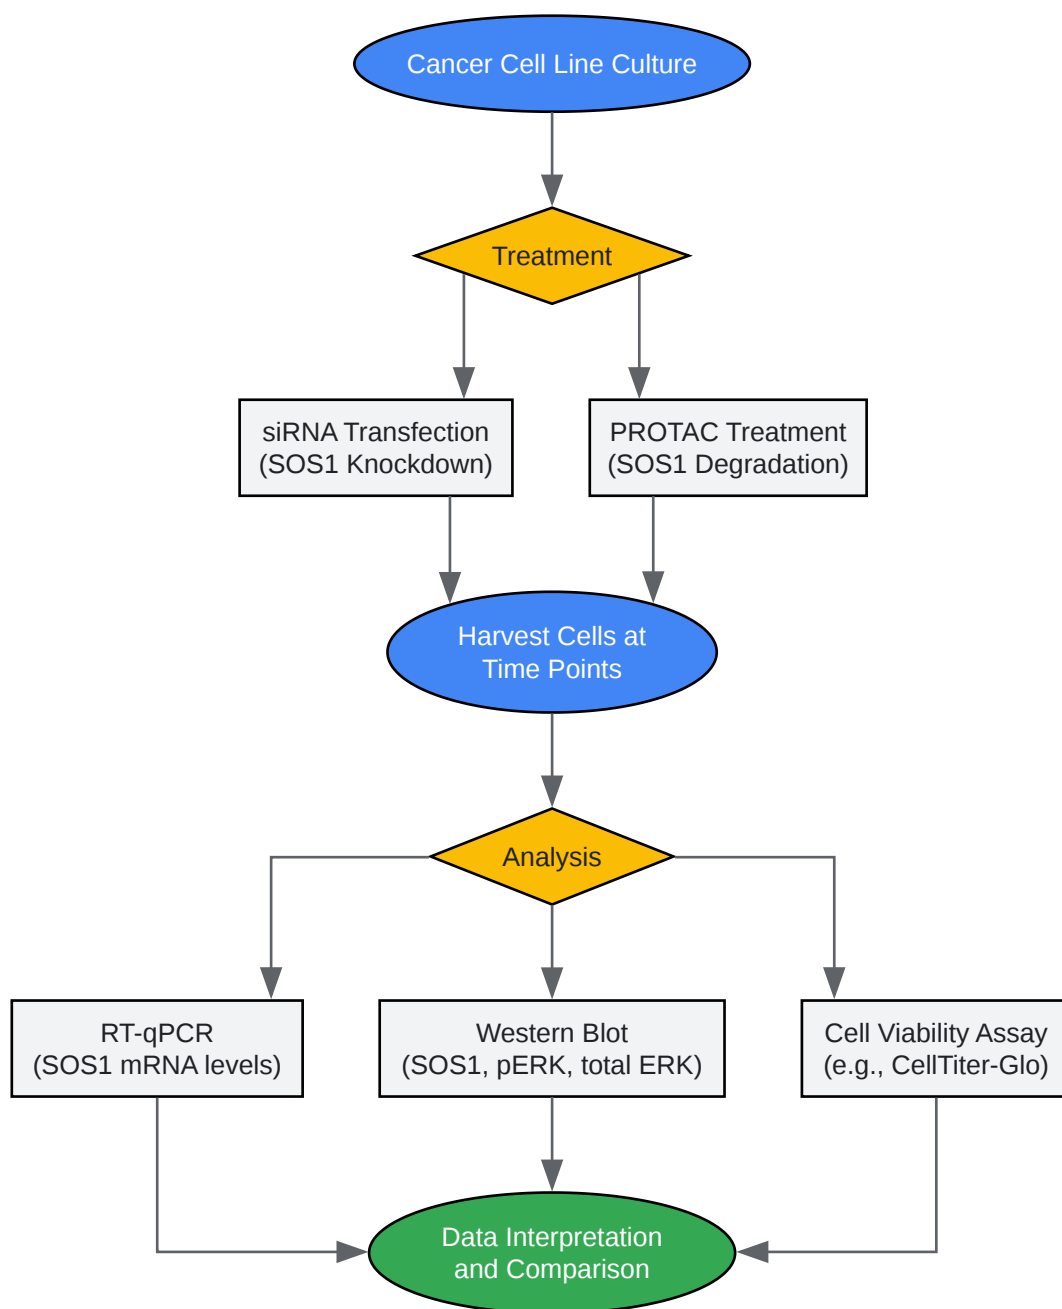 Cancer Cell Line Culture
Treatment
siRNA Transfection
(SOS1 Knockdown)
PROTAC Treatment
(SOS1 Degradation)
Harvest Cells at
Time Points
Analysis
RT-qPCR
(SOS1 mRNA levels)
Western Blot
(SOS1, pERK, total ERK)
Cell Viability Assay
(e.g., CellTiter-Glo)
Data Interpretation
and Comparison